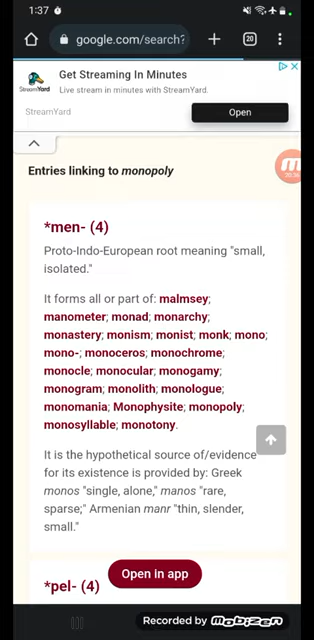 1:37
google.com/search?
20
Get Streaming In Minutes
Live stream in minutes with StreamYard.
StreamYard
StreamYard
Open
Entries linking to monopoly
*men- (4)
Proto-Indo-European root meaning "small,
isolated."
It forms all or part of: malmsey;
manometer; monad; monarchy;
monastery; monism; monist; monk; mono;
mono-; monoceros; monochrome;
monocle; monocular; monogamy;
monogram; monolith; monologue;
monomania; Monophysite; monopoly;
monosyllable; monotony.
It is the hypothetical source of/evidence
for its existence is provided by: Greek
monos "single, alone," manos "rare,
sparse;" Armenian manr "thin, slender,
small."
*pel- (4)
Open in app
Recorded by Mobizen